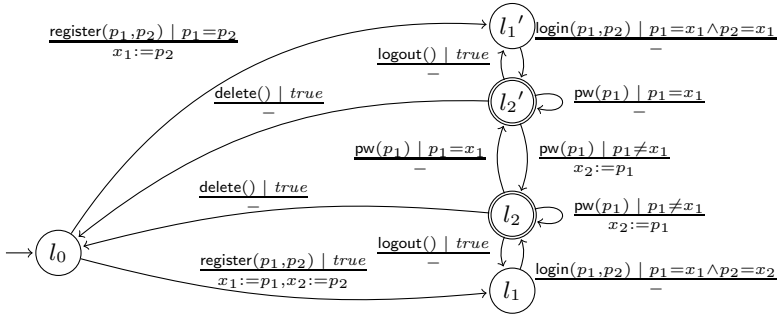 l₁'
register(p₁,p₂) | p₁=p₂
x₁:=p₂
login(p₁,p₂) | p₁=x₁∧p₂=x₁
−
logout() | true
−
delete() | true
−
l₂'
pw(p₁) | p₁=x₁
−
pw(p₁) | p₁=x₁
−
pw(p₁) | p₁≠x₁
x₂:=p₁
delete() | true
−
l₂
pw(p₁) | p₁≠x₁
x₂:=p₁
l₀
logout() | true
−
register(p₁,p₂) | true
x₁:=p₁,x₂:=p₂
login(p₁,p₂) | p₁=x₁∧p₂=x₂
−
l₁